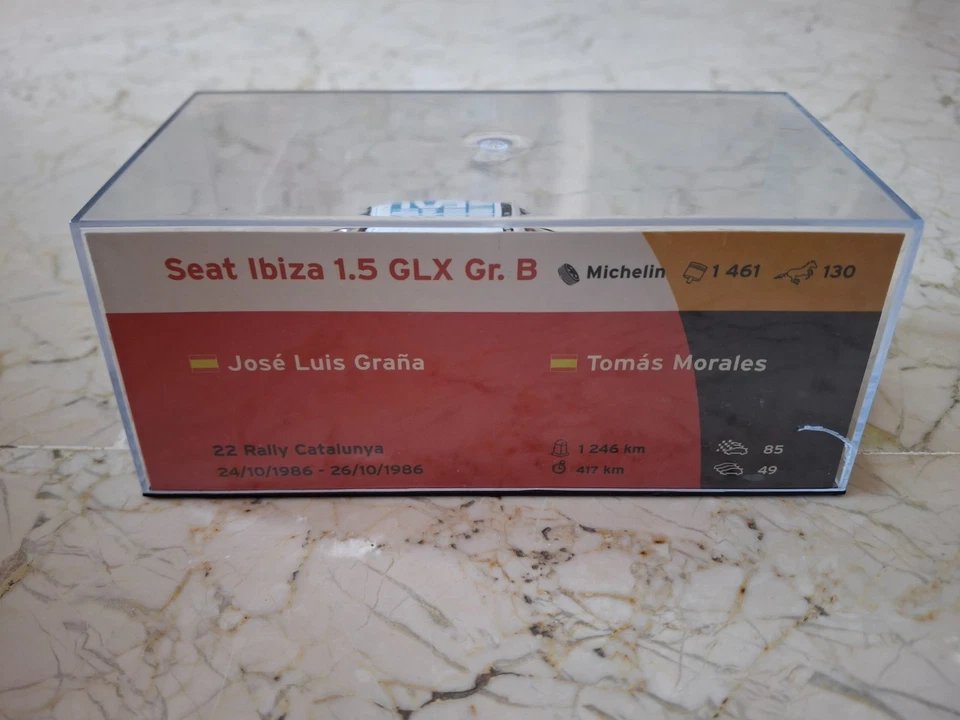 Seat Ibiza 1.5 GLX Gr. B Michelin 1 461 130
José Luis Graña Tomás Morales
22 Rally Catalunya 1 246 km 85
24/10/1986 - 26/10/1986 417 km 49